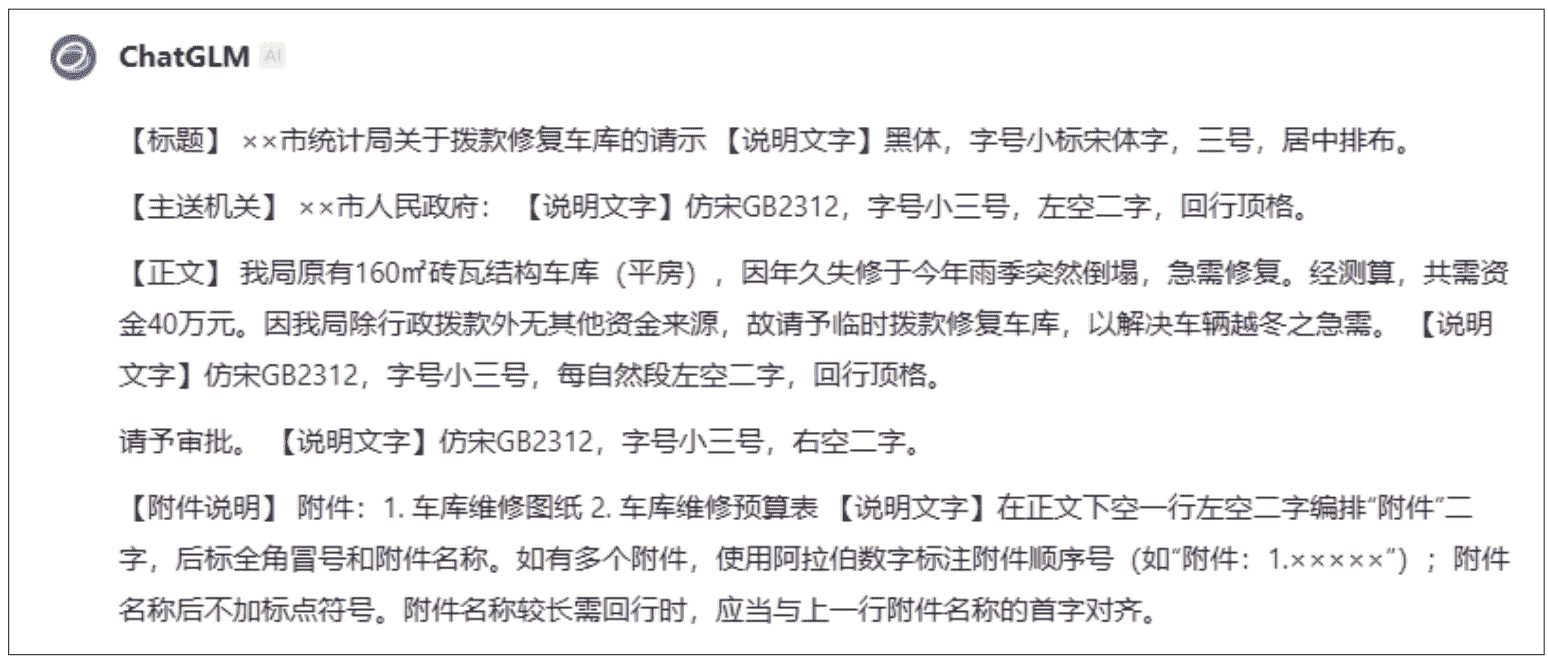 ChatGLM AI
【标题】 ××市统计局关于拨款修复车库的请示 【说明文字】黑体，字号小标宋体字，三号，居中排布。
【主送机关】 ××市人民政府： 【说明文字】仿宋GB2312，字号小三号，左空二字，回行顶格。
【正文】 我局原有160㎡砖瓦结构车库（平房），因年久失修于今年雨季突然倒塌，急需修复。经测算，共需资
金40万元。因我局除行政拨款外无其他资金来源，故请予临时拨款修复车库，以解决车辆越冬之急需。 【说明
文字】仿宋GB2312，字号小三号，每自然段左空二字，回行顶格。
请予审批。 【说明文字】仿宋GB2312，字号小三号，右空二字。
【附件说明】 附件：1. 车库维修图纸 2. 车库维修预算表 【说明文字】在正文下空一行左空二字编排“附件”二
字，后标全角冒号和附件名称。如有多个附件，使用阿拉伯数字标注附件顺序号（如“附件：1.×××××”）；附件
名称后不加标点符号。附件名称较长需回行时，应当与上一行附件名称的首字对齐。